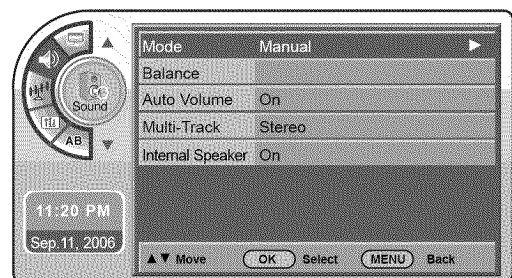 Mode Manual ►
Balance
Auto Volume On
Multi-Track Stereo
Internal Speaker On
Sound
AB
11:20 PM
Sep.11, 2006
▲▼ Move OK Select MENU Back